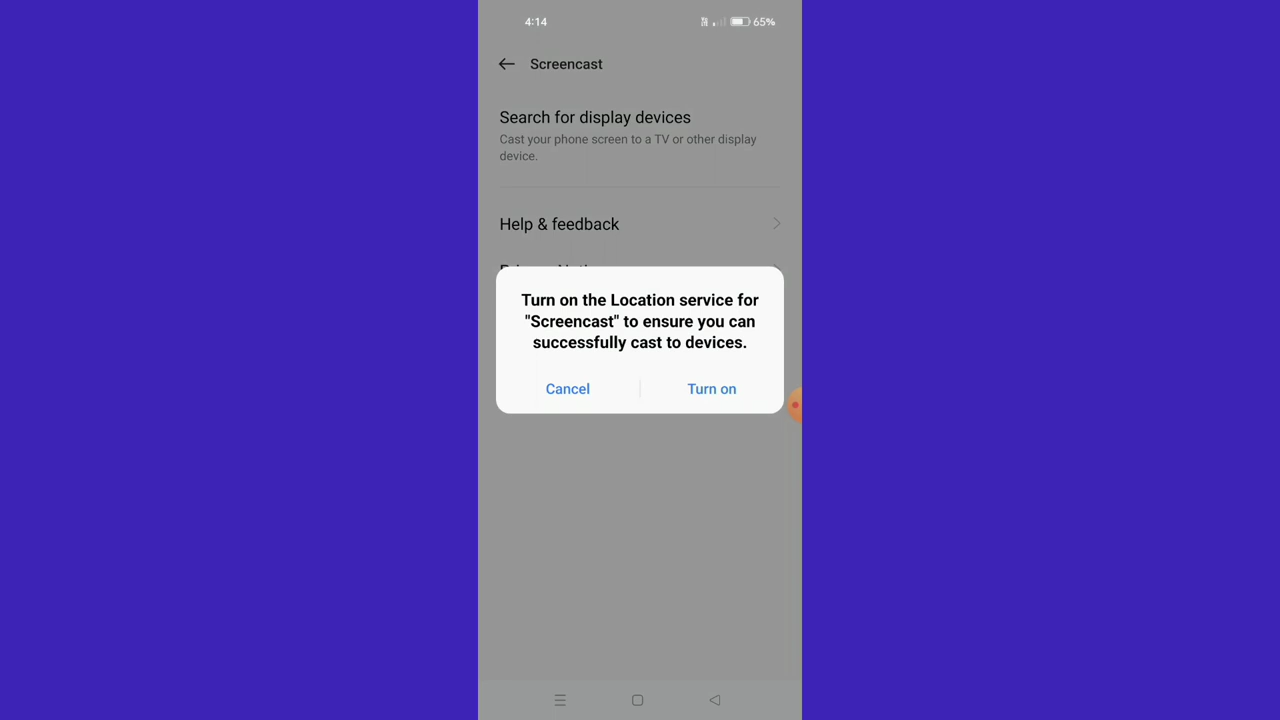 4:14
65%
Screencast
Search for display devices
Cast your phone screen to a TV or other display
device.
Help & feedback
Turn on the Location service for
"Screencast" to ensure you can
successfully cast to devices.
Cancel
Turn on